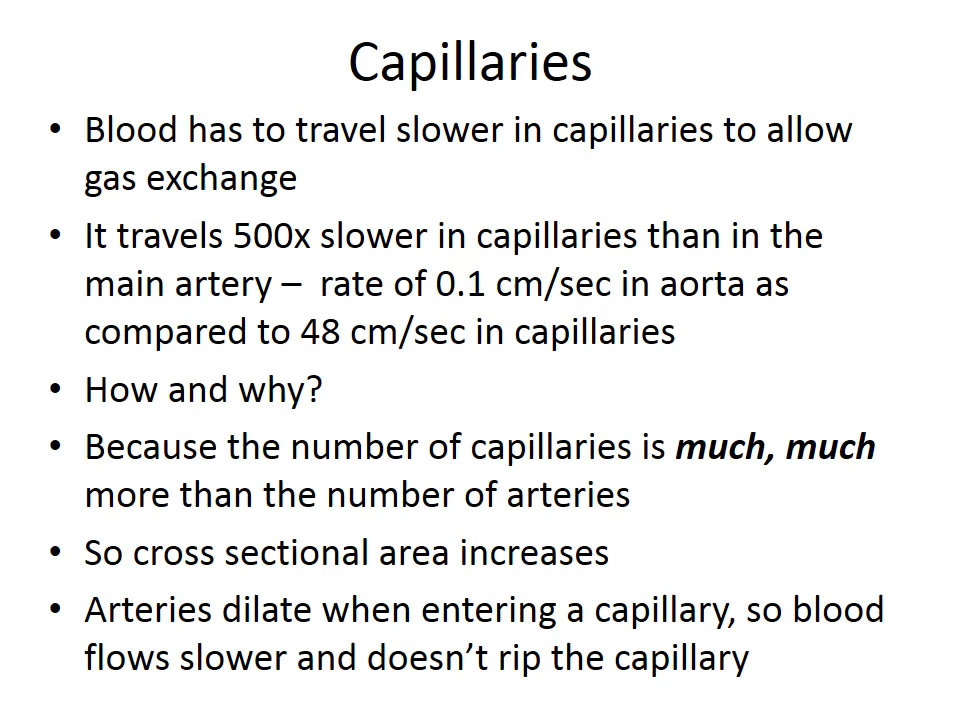 Capillaries
• Blood has to travel slower in capillaries to allow
gas exchange
• It travels 500x slower in capillaries than in the
main artery – rate of 0.1 cm/sec in aorta as
compared to 48 cm/sec in capillaries
• How and why?
• Because the number of capillaries is much, much
more than the number of arteries
• So cross sectional area increases
• Arteries dilate when entering a capillary, so blood
flows slower and doesn’t rip the capillary